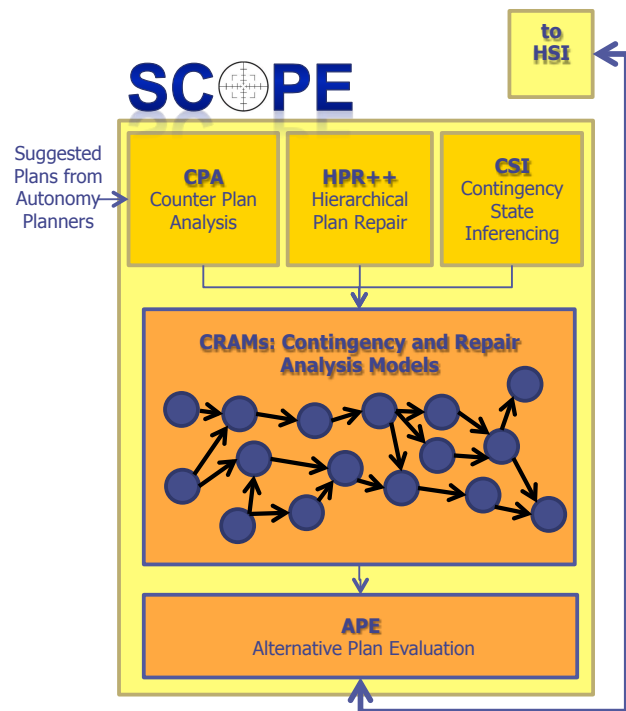 to
HSI
SCOPE
Suggested
Plans from
Autonomy
Planners
CPA
Counter Plan
Analysis
HPR++
Hierarchical
Plan Repair
CSI
Contingency
State
Inferencing
CRAMs: Contingency and Repair
Analysis Models
APE
Alternative Plan Evaluation